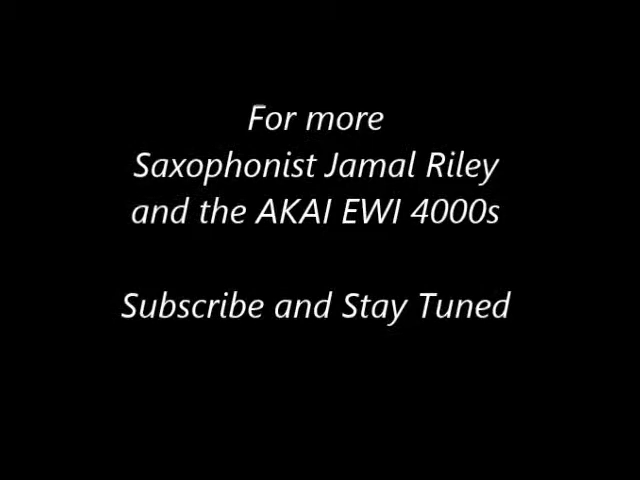 For more
Saxophonist Jamal Riley
and the AKAI EWI 4000s
Subscribe and Stay Tuned